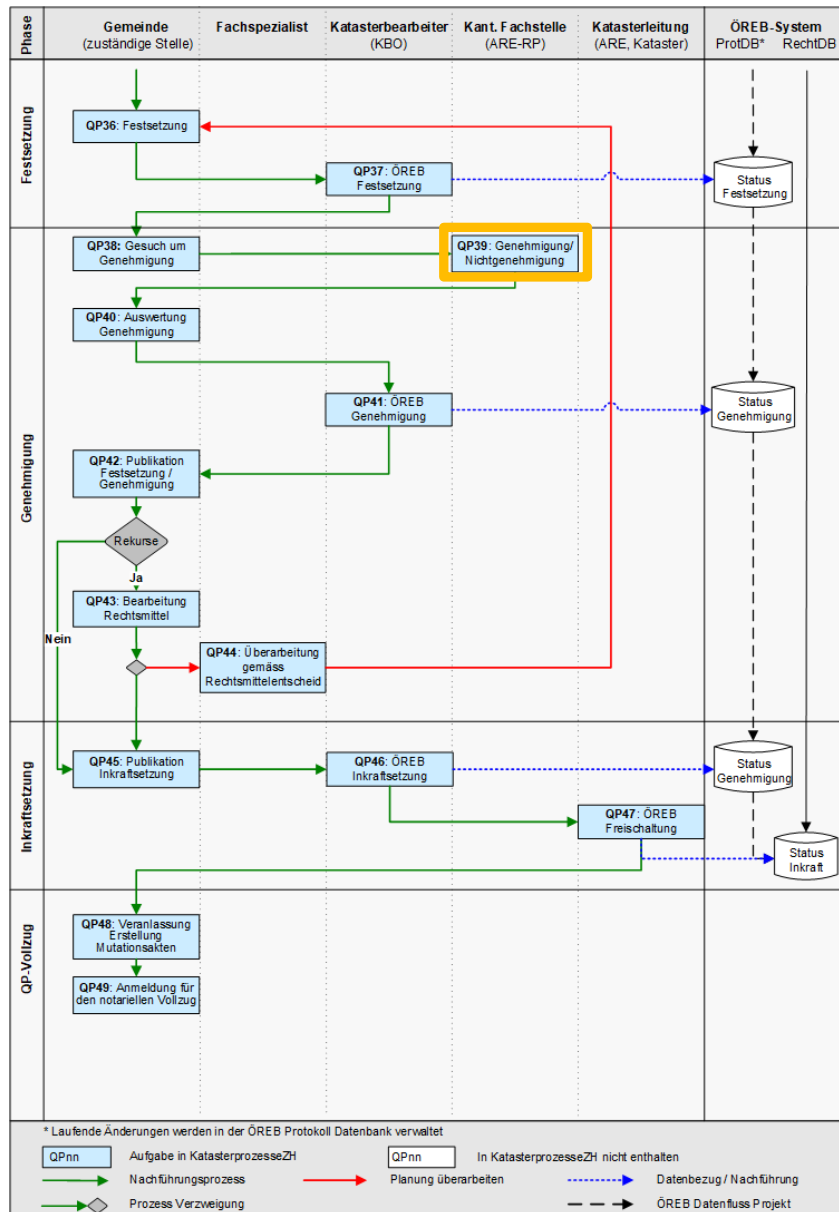 Phase
Gemeinde
(zuständige Stelle)
Fachspezialist
Katasterbearbeiter
(KBO)
Kant. Fachstelle
(ARE-RP)
Katasterleitung
(ARE, Kataster)
ÖREB-System
ProtDB* RechtDB
Festsetzung
QP36: Festsetzung
QP37: ÖREB
Festsetzung
Status
Festsetzung
Genehmigung
QP38: Gesuch um
Genehmigung
QP39: Genehmigung/
Nichtgenehmigung
QP40: Auswertung
Genehmigung
QP41: ÖREB
Genehmigung
Status
Genehmigung
QP42: Publikation
Festsetzung /
Genehmigung
Rekurse
Ja
QP43: Bearbeitung
Rechtsmittel
Nein
QP44: Überarbeitung
gemäss
Rechtsmittelentscheid
Inkraftsetzung
QP45: Publikation
Inkraftsetzung
QP46: ÖREB
Inkraftsetzung
Status
Genehmigung
QP47: ÖREB
Freischaltung
Status
Inkraft
QP-Vollzug
QP48: Veranlassung
Erstellung
Mutationsakten
QP49: Anmeldung für
den notariellen Vollzug
* Laufende Änderungen werden in der ÖREB Protokoll Datenbank verwaltet
QPnn Aufgabe in KatasterprozesseZH QPnn In KatasterprozesseZH nicht enthalten
Nachführungsprozess Planung überarbeiten Datenbezug / Nachführung
Prozess Verzweigung ÖREB Datenfluss Projekt